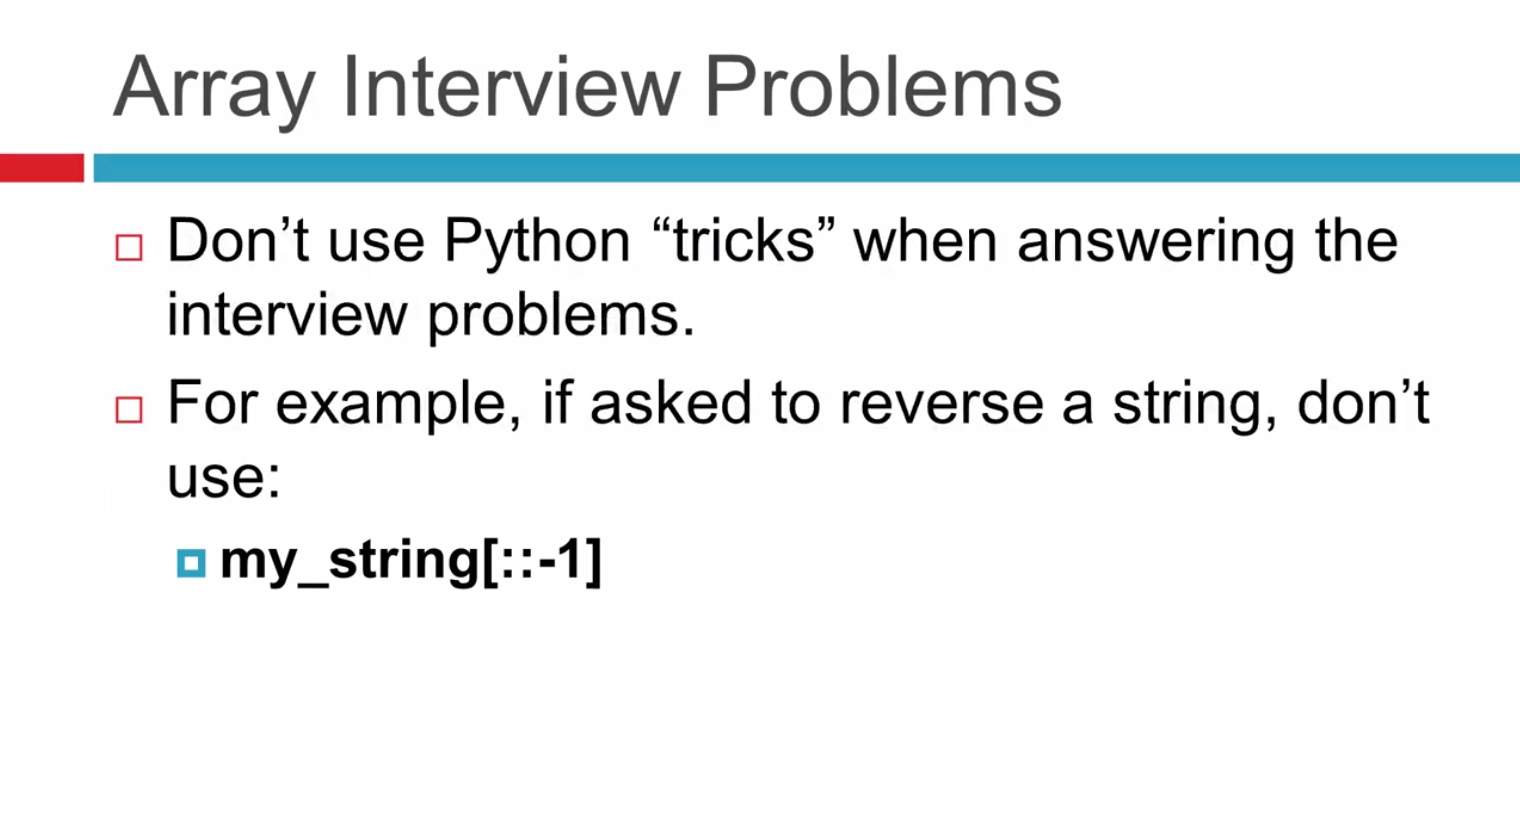 Array Interview Problems
Don’t use Python “tricks” when answering the
interview problems.
For example, if asked to reverse a string, don’t
use:
my_string[::-1]